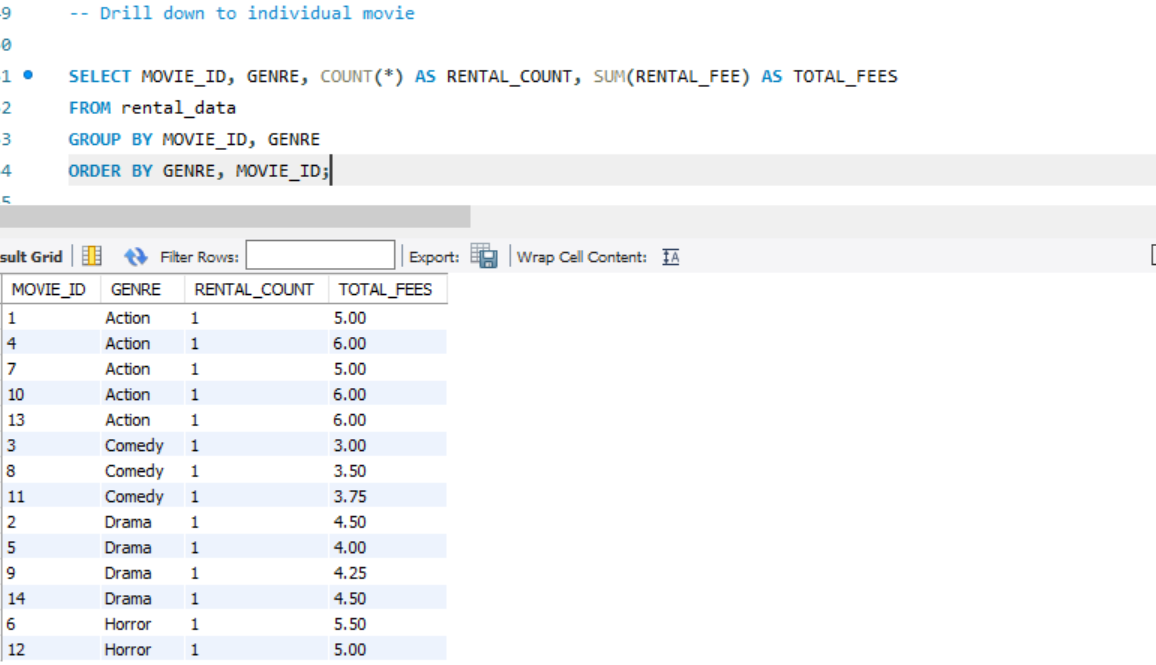 9 -- Drill down to individual movie
0
1 SELECT MOVIE_ID, GENRE, COUNT(*) AS RENTAL_COUNT, SUM(RENTAL_FEE) AS TOTAL_FEES
2 FROM rental_data
3 GROUP BY MOVIE_ID, GENRE
4 ORDER BY GENRE, MOVIE_ID;
5
sult Grid Filter Rows: Export: Wrap Cell Content: IA
MOVIE_ID GENRE RENTAL_COUNT TOTAL_FEES
1 Action 1 5.00
4 Action 1 6.00
7 Action 1 5.00
10 Action 1 6.00
13 Action 1 6.00
3 Comedy 1 3.00
8 Comedy 1 3.50
11 Comedy 1 3.75
2 Drama 1 4.50
5 Drama 1 4.00
9 Drama 1 4.25
14 Drama 1 4.50
6 Horror 1 5.50
12 Horror 1 5.00